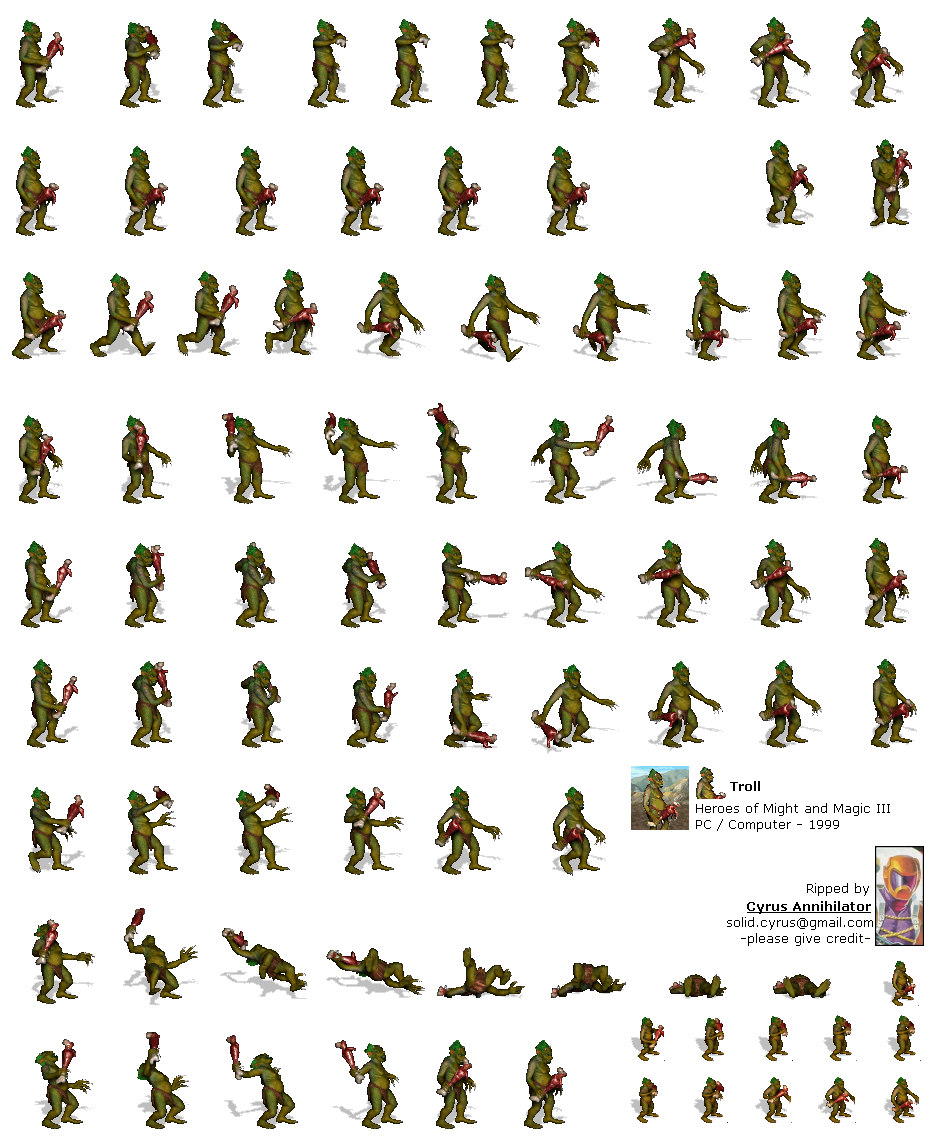 Troll
Heroes of Might and Magic III
PC / Computer - 1999
Ripped by
Cyrus Annihilator
solid.cyrus@gmail.com
-please give credit-